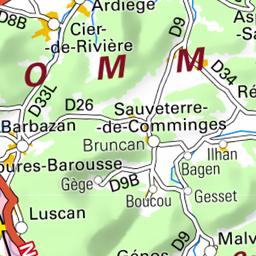 Ardiège
D8B
Cier-
-de-Rivière
D9
O M M
D34
D33L
D26
Sauveterre-
-de-Comminges
Barbazan
Bruncan
Ilhan
oures-Barousse
Bagen
Gège
D9B
Gesset
Boucou
Luscan
D9
N